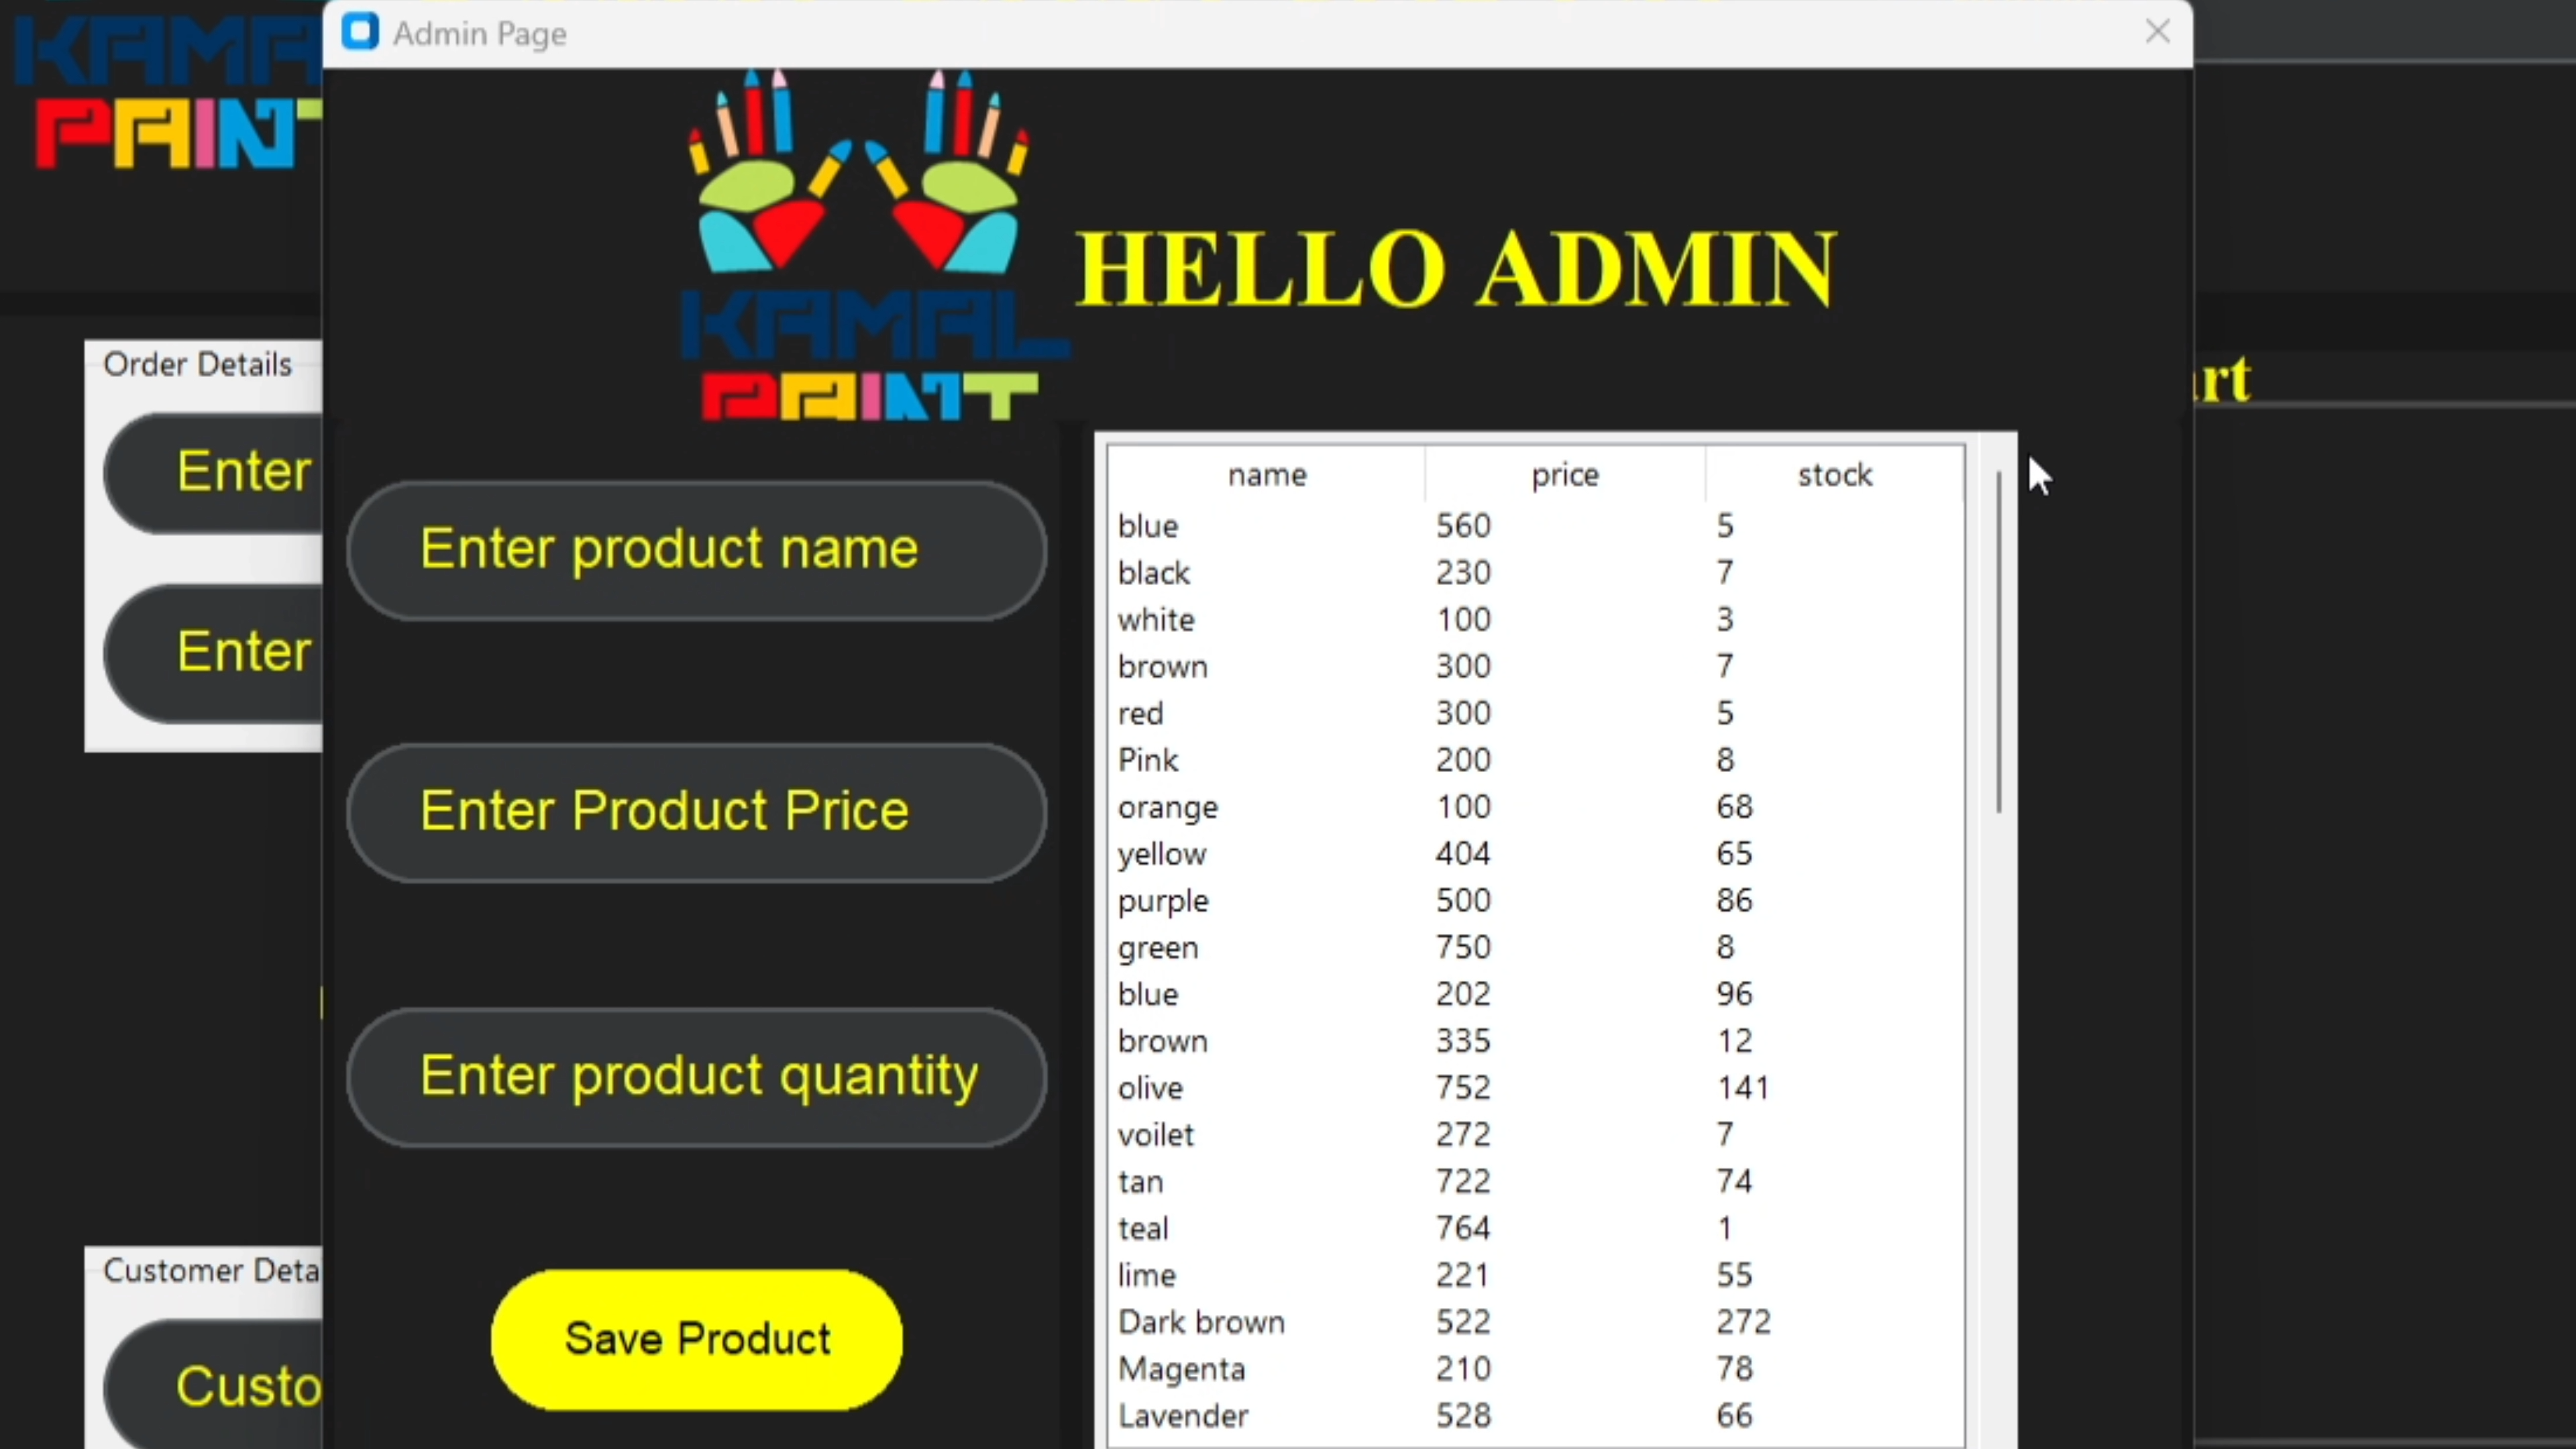 Admin Page
KAMA
PAINT
KAMAL
PAINT
HELLO ADMIN
Order Details
Enter
Enter
art
Enter product name
Enter Product Price
Enter product quantity
Save Product
name price stock
blue 560 5
black 230 7
white 100 3
brown 300 7
red 300 5
Pink 200 8
orange 100 68
yellow 404 65
purple 500 86
green 750 8
blue 202 96
brown 335 12
olive 752 141
voilet 272 7
tan 722 74
teal 764 1
lime 221 55
Dark brown 522 272
Magenta 210 78
Lavender 528 66
Customer Deta
Custo